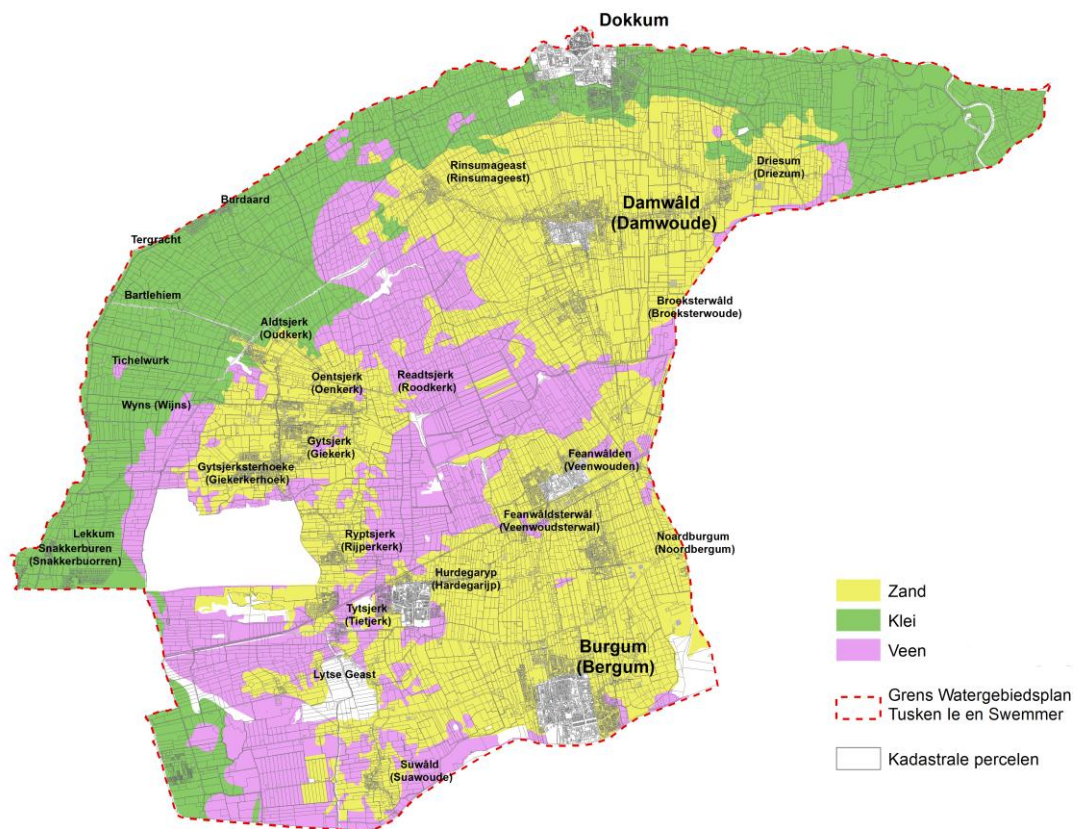 Dokkum
Rinsumageast
(Rinsumageest)
Driesum
(Driezum)
Damwâld
(Damwoude)
Burdaard
Tergracht
Bartlehiem
Broeksterwâld
(Broeksterwoude)
Aldtsjerk
(Oudkerk)
Tichelwurk
Oentsjerk
(Oenkerk)
Readtsjerk
(Roodkerk)
Wyns (Wijns)
Gytsjerk
(Giekerk)
Feanwâlden
(Veenwouden)
Gytsjerksterhoeke
(Giekerkerhoek)
Feanwâldsterwâl
(Veenwoudsterwal)
Lekkum
Snakkerburen
(Snakkerbuorren)
Ryptsjerk
(Rijperkerk)
Noardburgum
(Noordbergum)
Hurdegaryp
(Hardegarijp)
Tytsjerk
(Tietjerk)
Burgum
(Bergum)
Lytse Geast
Suwâld
(Suawoude)
Zand
Klei
Veen
Grens Watergebiedsplan
Tusken Ie en Swemmer
Kadastrale percelen